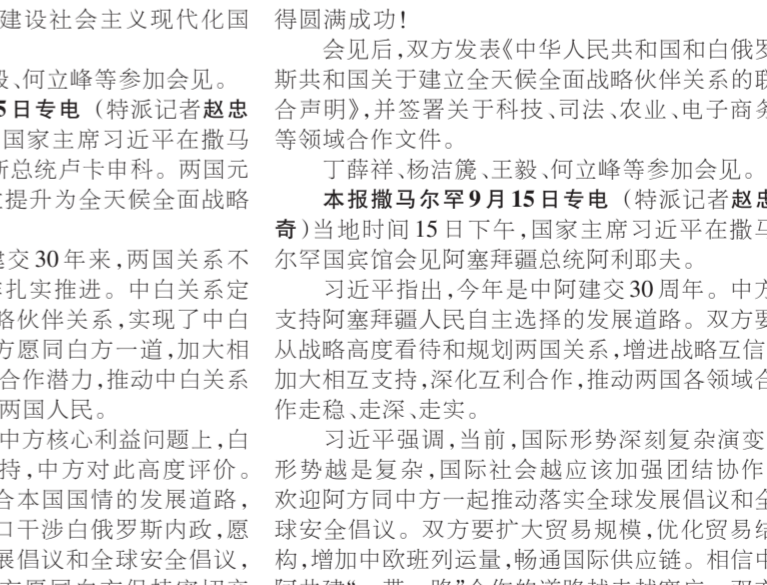 建设社会主义现代化国
毅、何立峰等参加会见。
5日专电（特派记者赵忠
国家主席习近平在撒马
斯总统卢卡申科。两国元
提升为全天候全面战略
建交30年来，两国关系不
扎实推进。中白关系定
略伙伴关系，实现了中白
方愿同白方一道，加大相
合作潜力，推动中白关系
两国人民。
中方核心利益问题上，白
持，中方对此高度评价。
合本国国情的发展道路，
口干涉白俄罗斯内政，愿
展倡议和全球安全倡议，
得圆满成功！
会见后，双方发表《中华人民共和国和白俄罗
斯共和国关于建立全天候全面战略伙伴关系的联
合声明》，并签署关于科技、司法、农业、电子商务
等领域合作文件。
丁薛祥、杨洁篪、王毅、何立峰等参加会见。
本报撒马尔罕9月15日专电（特派记者赵忠
奇）当地时间15日下午，国家主席习近平在撒马
尔罕国宾馆会见阿塞拜疆总统阿利耶夫。
习近平指出，今年是中阿建交30周年。中方
支持阿塞拜疆人民自主选择的发展道路。双方要
从战略高度看待和规划两国关系，增进战略互信，
加大相互支持，深化互利合作，推动两国各领域合
作走稳、走深、走实。
习近平强调，当前，国际形势深刻复杂演变，
形势越是复杂，国际社会越应该加强团结协作。
欢迎阿方同中方一起推动落实全球发展倡议和全
球安全倡议。双方要扩大贸易规模，优化贸易结
构，增加中欧班列运量，畅通国际供应链。相信中